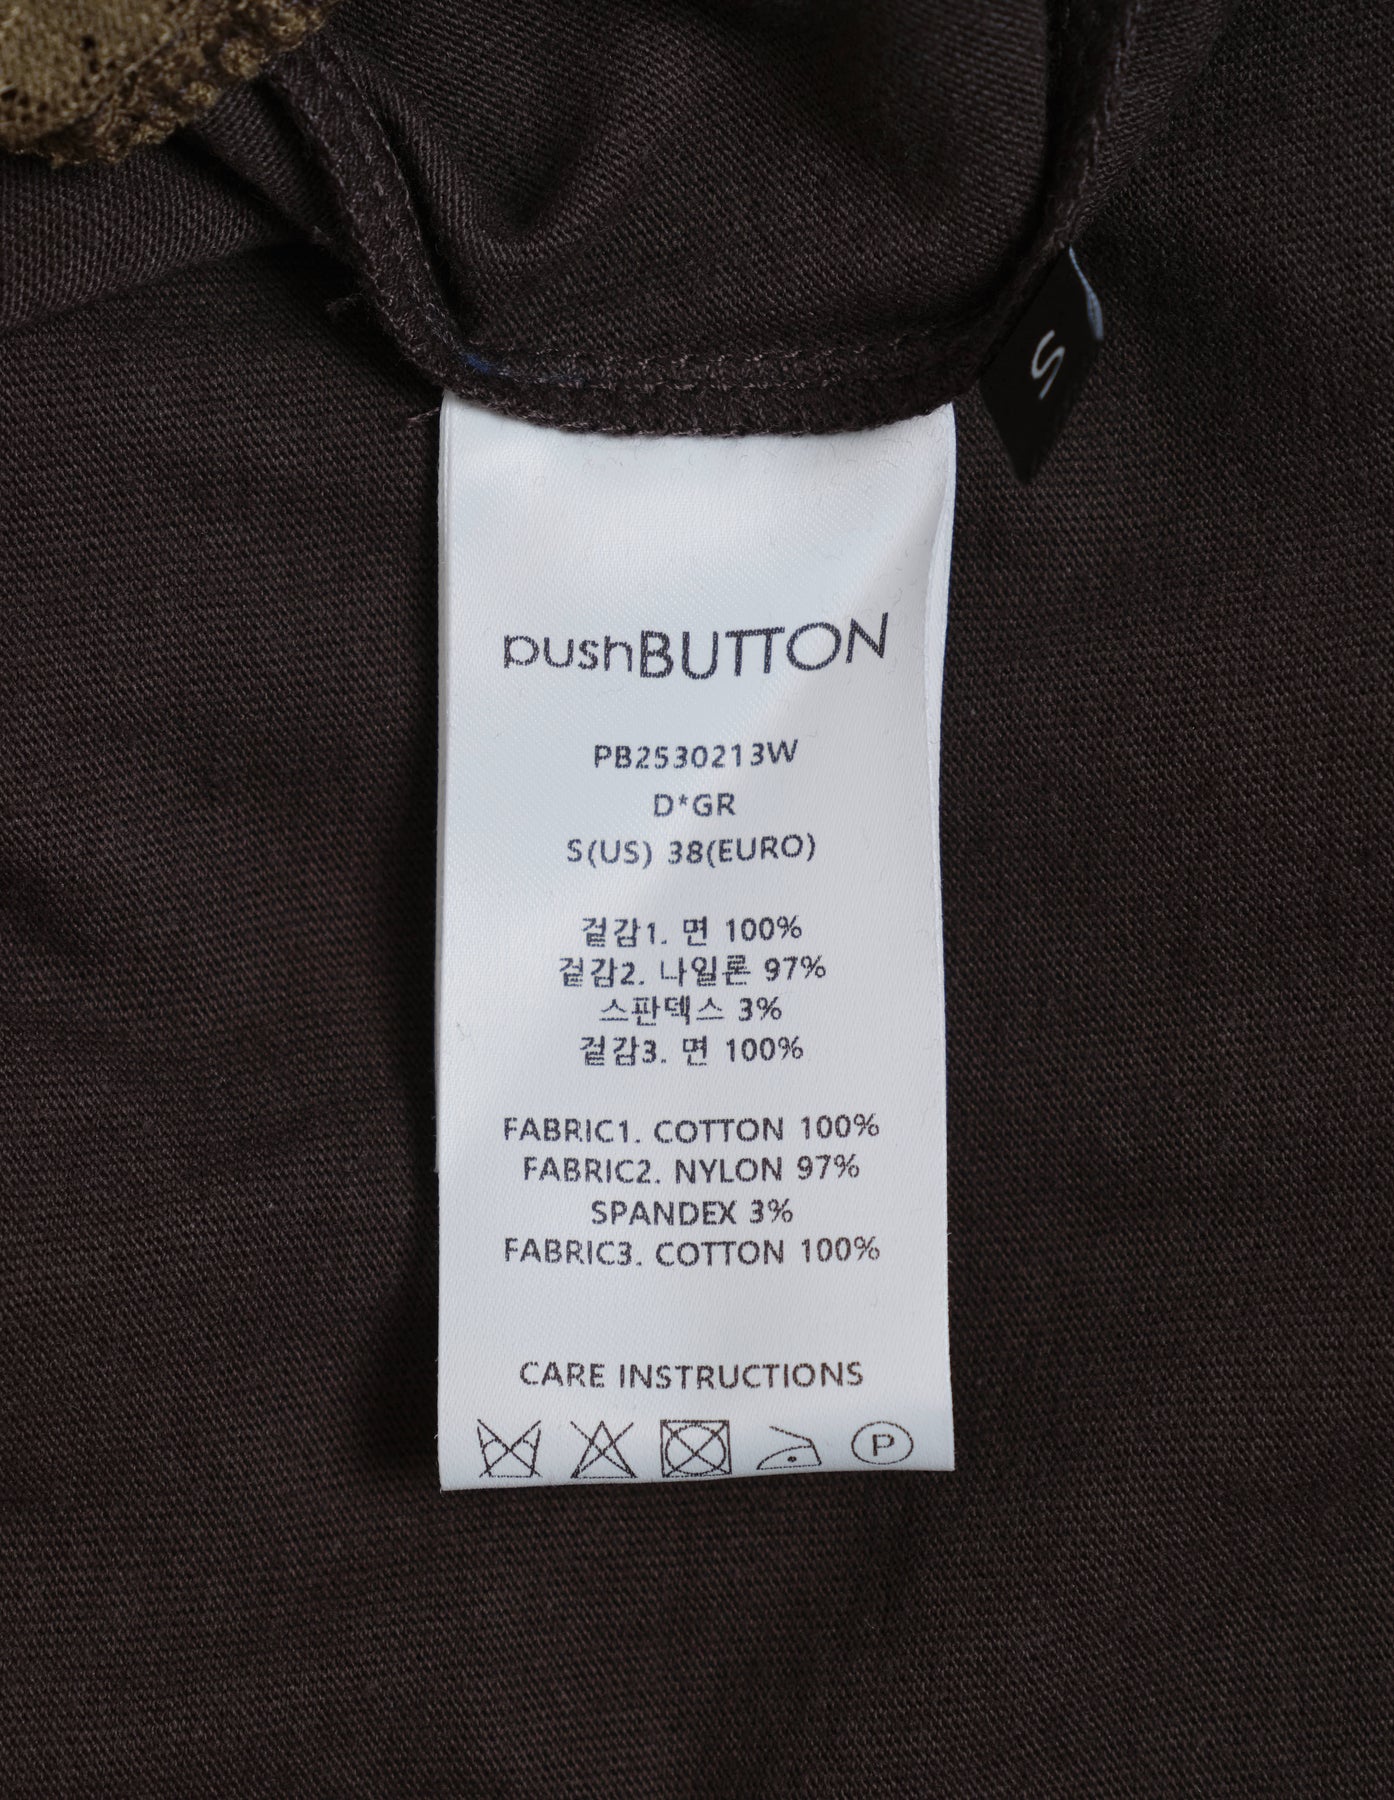 S
pushBUTTON
PB2530213W
D*GR
S(US) 38(EURO)
겉감1. 면 100%
겉감2. 나일론 97%
스판덱스 3%
겉감3. 면 100%
FABRIC1. COTTON 100%
FABRIC2. NYLON 97%
SPANDEX 3%
FABRIC3. COTTON 100%
CARE INSTRUCTIONS
P